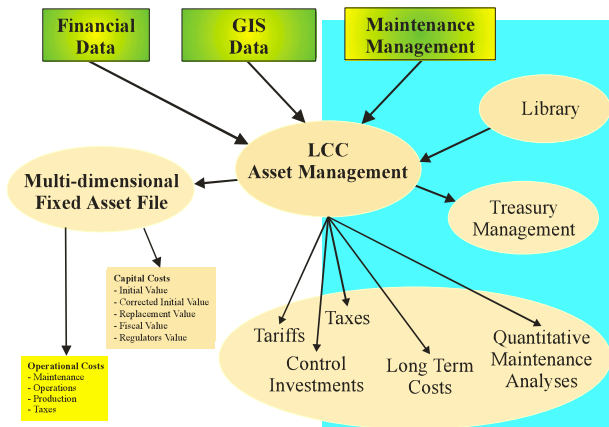 Financial
Data
GIS
Data
Maintenance
Management
Library
LCC
Asset Management
Multi-dimensional
Fixed Asset File
Treasury
Management
Capital Costs
- Initial Value
- Corrected Initial Value
- Replacement Value
- Fiscal Value
- Regulators Value
Taxes
Tariffs
Control
Investments
Long Term
Costs
Quantitative
Maintenance
Analyses
Operational Costs
- Maintenance
- Operations
- Production
- Taxes